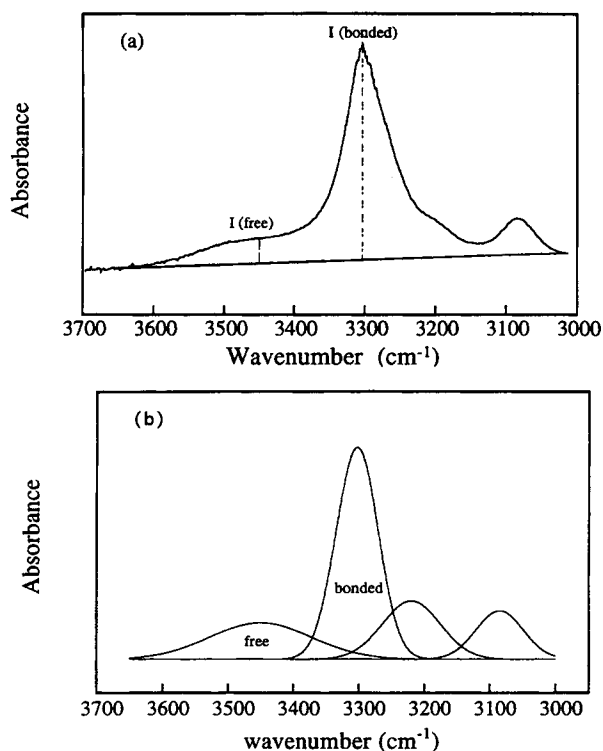 (a)
I (bonded)
I (free)
Absorbance
3700 3600 3500 3400 3300 3200 3100 3000
Wavenumber (cm-1)
(b)
bonded
free
Absorbance
3700 3600 3500 3400 3300 3200 3100 3000
wavenumber (cm-1)